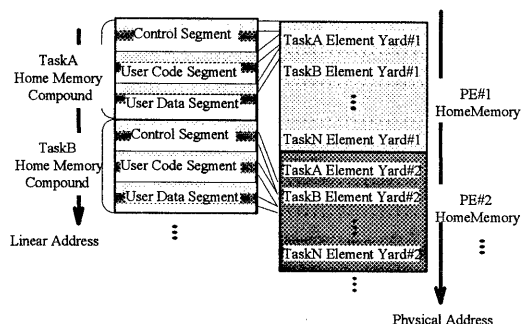 TaskA
Home Memory
Compound
TaskB
Home Memory
Compound
Linear Address
Control Segment
User Code Segment
User Data Segment
Control Segment
User Code Segment
User Data Segment
TaskA Element Yard#1
TaskB Element Yard#1
TaskN Element Yard#1
TaskA Element Yard#2
TaskB Element Yard#2
TaskN Element Yard#2
PE#1
HomeMemory
PE#2
HomeMemory
Physical Address